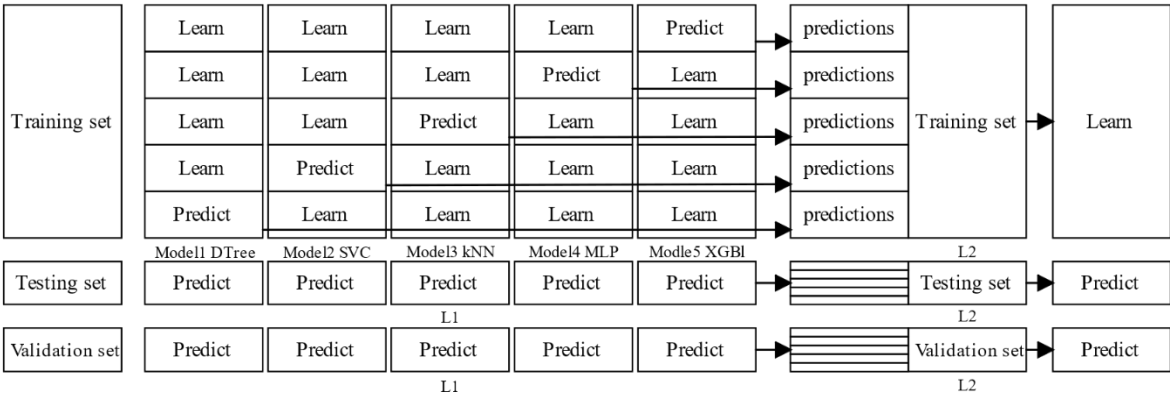 Learn Learn Learn Learn Predict predictions
Learn Learn Learn Predict Learn predictions
Training set Learn Learn Predict Learn Learn predictions Training set Learn
Learn Predict Learn Learn Learn predictions
Predict Learn Learn Learn Learn predictions
Model1 DTree Model2 SVC Model3 kNN Model4 MLP Modle5 XGBl L2
Testing set Predict Predict Predict Predict Predict Testing set Predict
L1 L2
Validation set Predict Predict Predict Predict Predict Validation set Predict
L1 L2